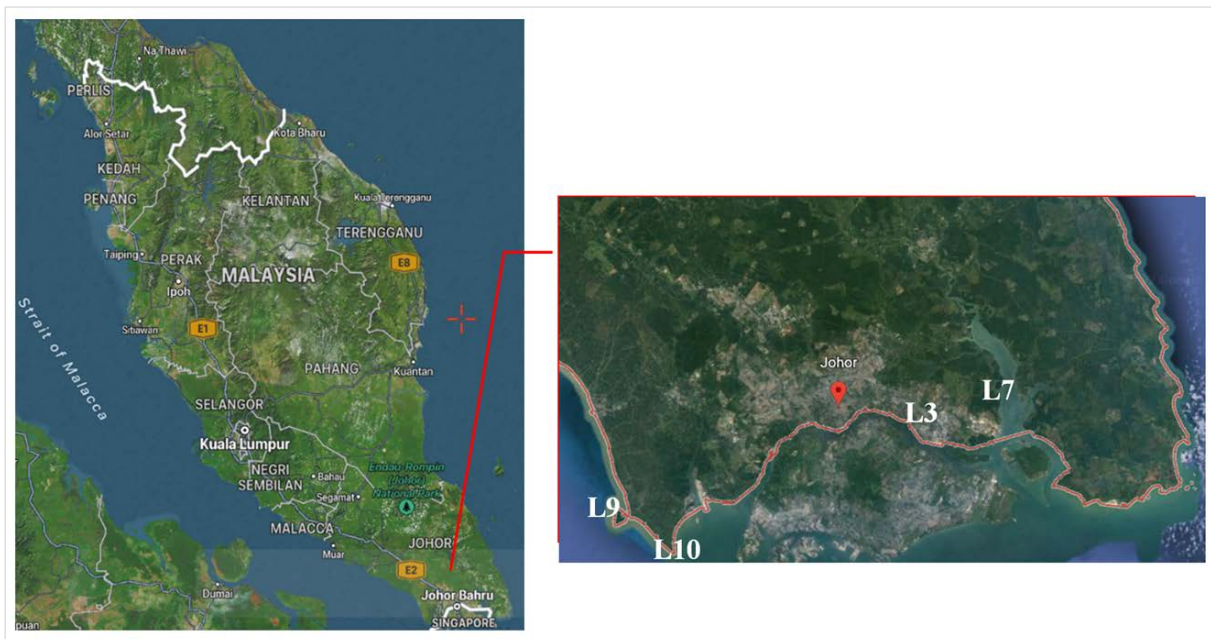 Na Thawi
PERLIS
Alor Setar
Kota Bharu
KEDAH
PENANG
KELANTAN
Kuala Terengganu
TERENGGANU
Taiping
PERAK
E8
MALAYSIA
Ipoh
Strait of Malacca
Sitiawan
E1
PAHANG
Kuantan
SELANGOR
Kuala Lumpur
NEGRI
SEMBILAN
Bahau
Segamat
Endau-Rompin
(Johor)
National Park
MALACCA
Muar
JOHOR
E2
Dumai
Johor Bahru
SINGAPORE
puan
Johor
L7
L3
L9
L10